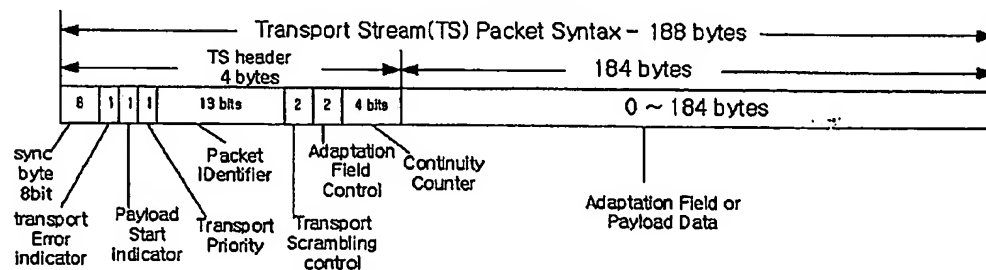 Transport Stream(TS) Packet Syntax - 188 bytes
TS header
4 bytes
184 bytes
8
1
1
1
13 bits
2
2
4 bits
0 ~ 184 bytes
sync
byte
8bit
Packet
IDentifier
Adaptation
Field
Control
Continuity
Counter
transport
Error
indicator
Payload
Start
indicator
Transport
Priority
Transport
Scrambling
control
Adaptation Field or
Payload Data